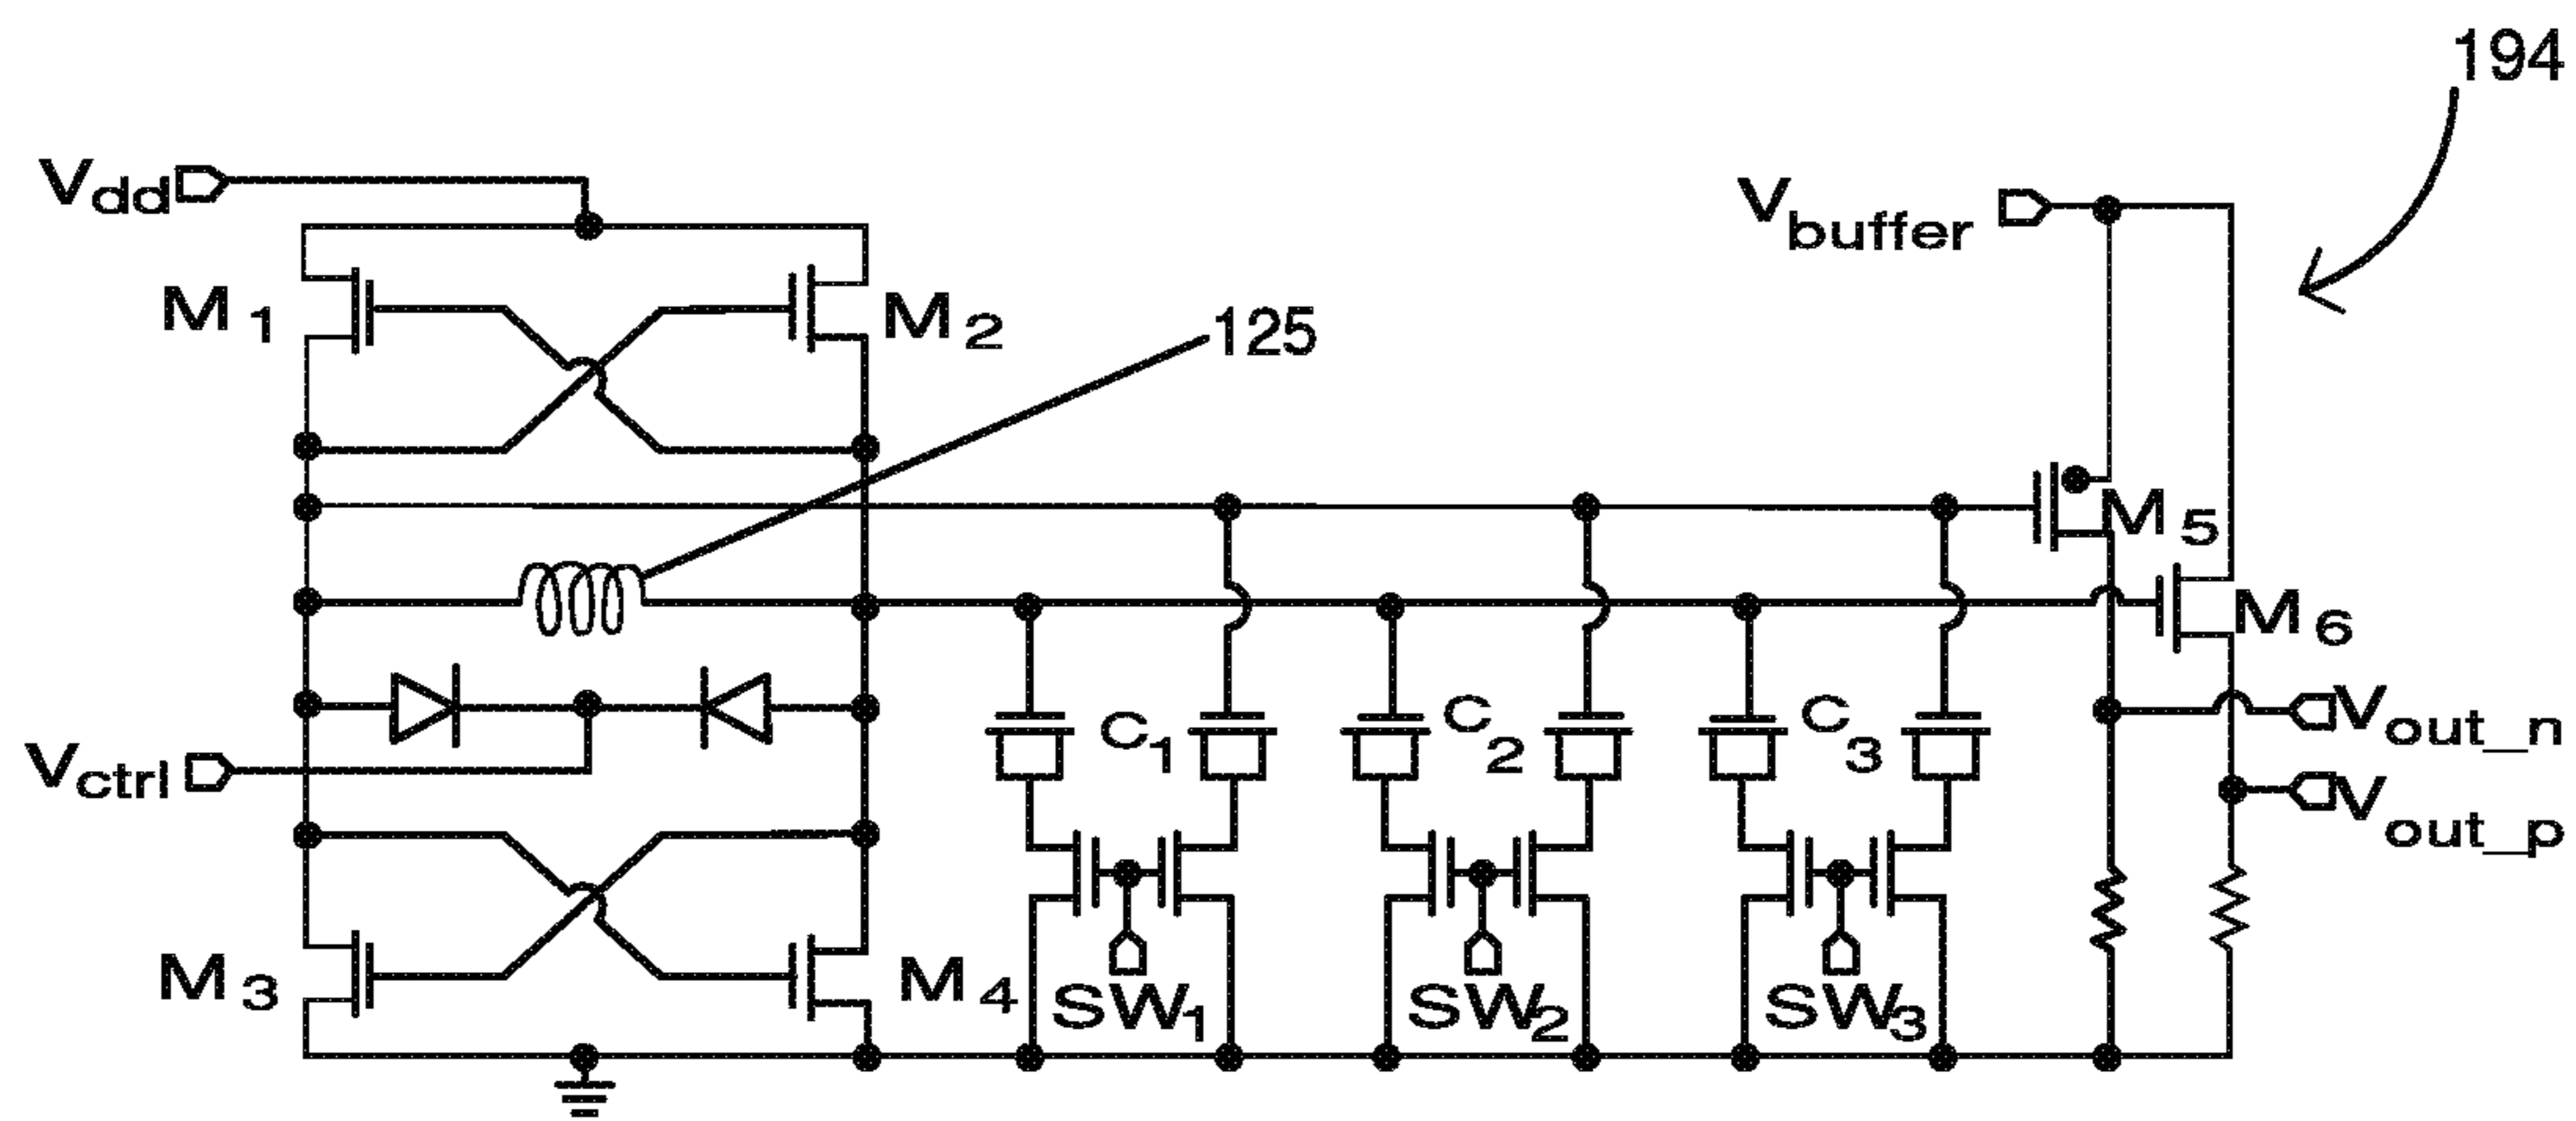 194
Vdd
Vbuffer
M1
M2
125
M5
M6
C1
C2
C3
Vout_n
Vctrl
Vout_p
M3
M4
SW1
SW2
SW3